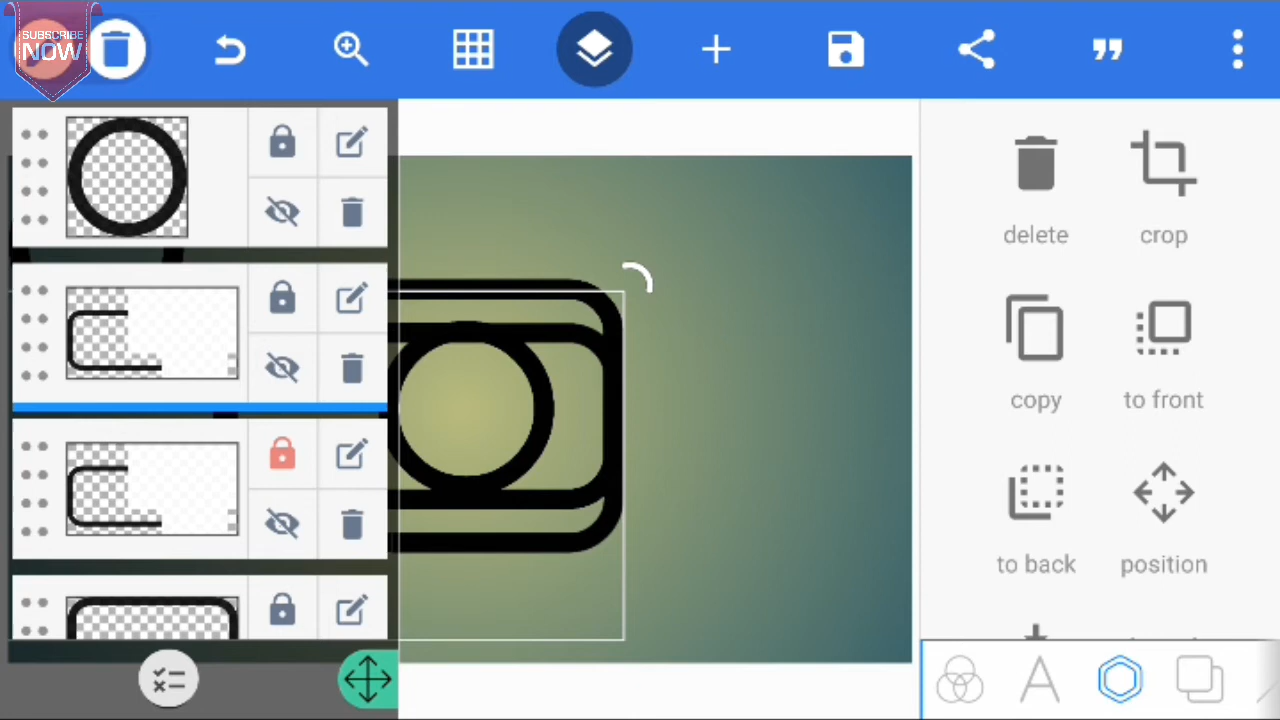 SUBSCRIBE
NOW
delete
crop
copy
to front
to back
position